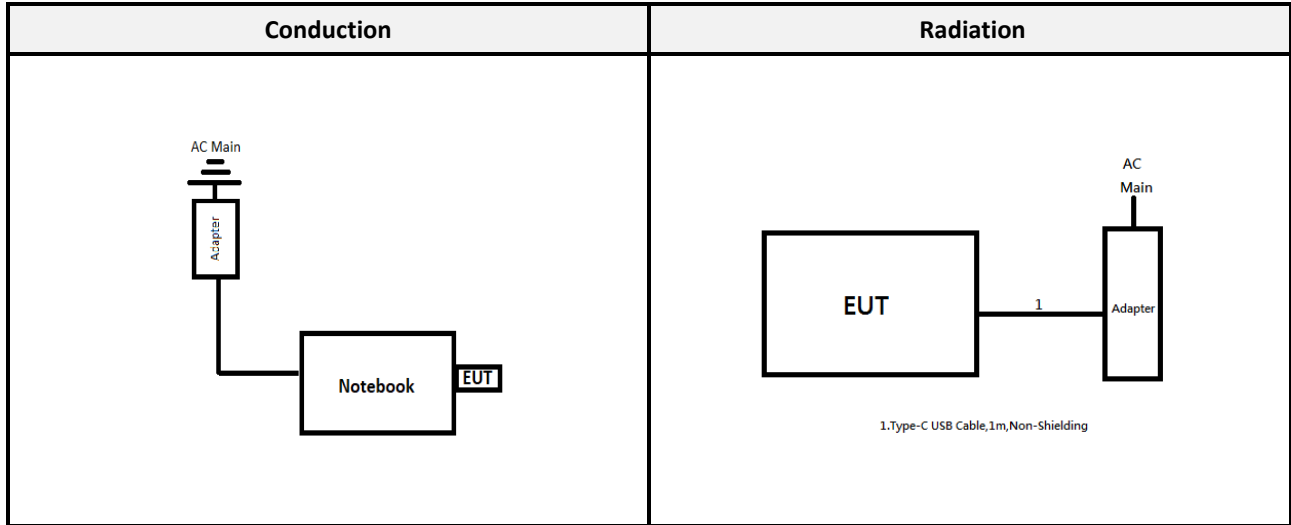 Conduction
Radiation
AC Main
Adapter
Notebook
EUT
AC
Main
EUT
1
Adapter
1.Type-C USB Cable,1m,Non-Shielding